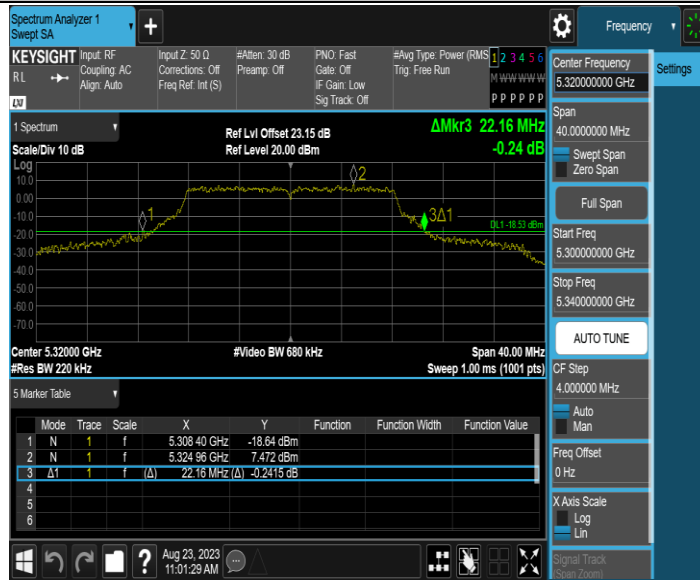 Spectrum Analyzer 1
Swept SA
Frequency
KEYSIGHT
Input: RF
Coupling: AC
Align: Auto
Input Z: 50 Ω
Corrections: Off
Freq Ref: Int (S)
#Atten: 30 dB
Preamp: Off
PNO: Fast
Gate: Off
IF Gain: Low
Sig Track: Off
#Avg Type: Power (RMS
Trig: Free Run
1 2 3 4 5 6
M W W W W W
P P P P P P
RL
LXI
1 Spectrum
Scale/Div 10 dB
Ref Lvl Offset 23.15 dB
Ref Level 20.00 dBm
ΔMkr3 22.16 MHz
-0.24 dB
Log
10.0
0.00
-10.0
-20.0
-30.0
-40.0
-50.0
-60.0
-70.0
1
2
3Δ1
DL1 -18.53 dBm
Center 5.32000 GHz
#Res BW 220 kHz
#Video BW 680 kHz
Span 40.00 MHz
Sweep 1.00 ms (1001 pts)
5 Marker Table
Mode Trace Scale X Y Function Function Width Function Value
1 N 1 f 5.308 40 GHz -18.64 dBm
2 N 1 f 5.324 96 GHz 7.472 dBm
3 Δ1 1 f (Δ) 22.16 MHz (Δ) -0.2415 dB
4
5
6
Aug 23, 2023
11:01:29 AM
Center Frequency
5.320000000 GHz
Settings
Span
40.0000000 MHz
Swept Span
Zero Span
Full Span
Start Freq
5.300000000 GHz
Stop Freq
5.340000000 GHz
AUTO TUNE
CF Step
4.000000 MHz
Auto
Man
Freq Offset
0 Hz
X Axis Scale
Log
Lin
Signal Track
(Span Zoom)